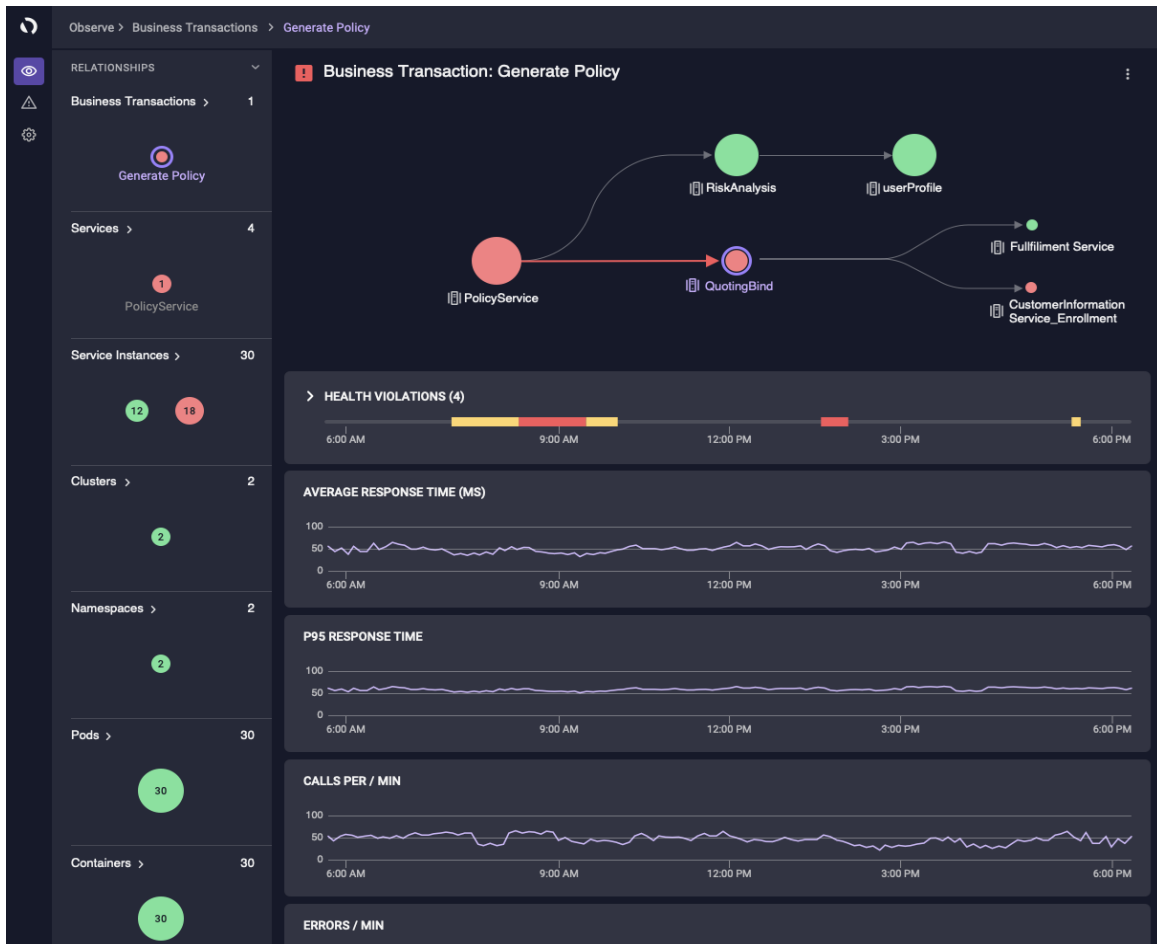 Observe > Business Transactions > Generate Policy
RELATIONSHIPS
Business Transactions > 1
Generate Policy
Services > 4
1
PolicyService
Service Instances > 30
12 18
Clusters > 2
2
Namespaces > 2
2
Pods > 30
30
Containers > 30
30
! Business Transaction: Generate Policy
RiskAnalysis
userProfile
PolicyService
QuotingBind
Fullfiliment Service
CustomerInformation
Service_Enrollment
HEALTH VIOLATIONS (4)
6:00 AM 9:00 AM 12:00 PM 3:00 PM 6:00 PM
AVERAGE RESPONSE TIME (MS)
100
50
0
6:00 AM 9:00 AM 12:00 PM 3:00 PM 6:00 PM
P95 RESPONSE TIME
100
50
0
6:00 AM 9:00 AM 12:00 PM 3:00 PM 6:00 PM
CALLS PER / MIN
100
50
0
6:00 AM 9:00 AM 12:00 PM 3:00 PM 6:00 PM
ERRORS / MIN